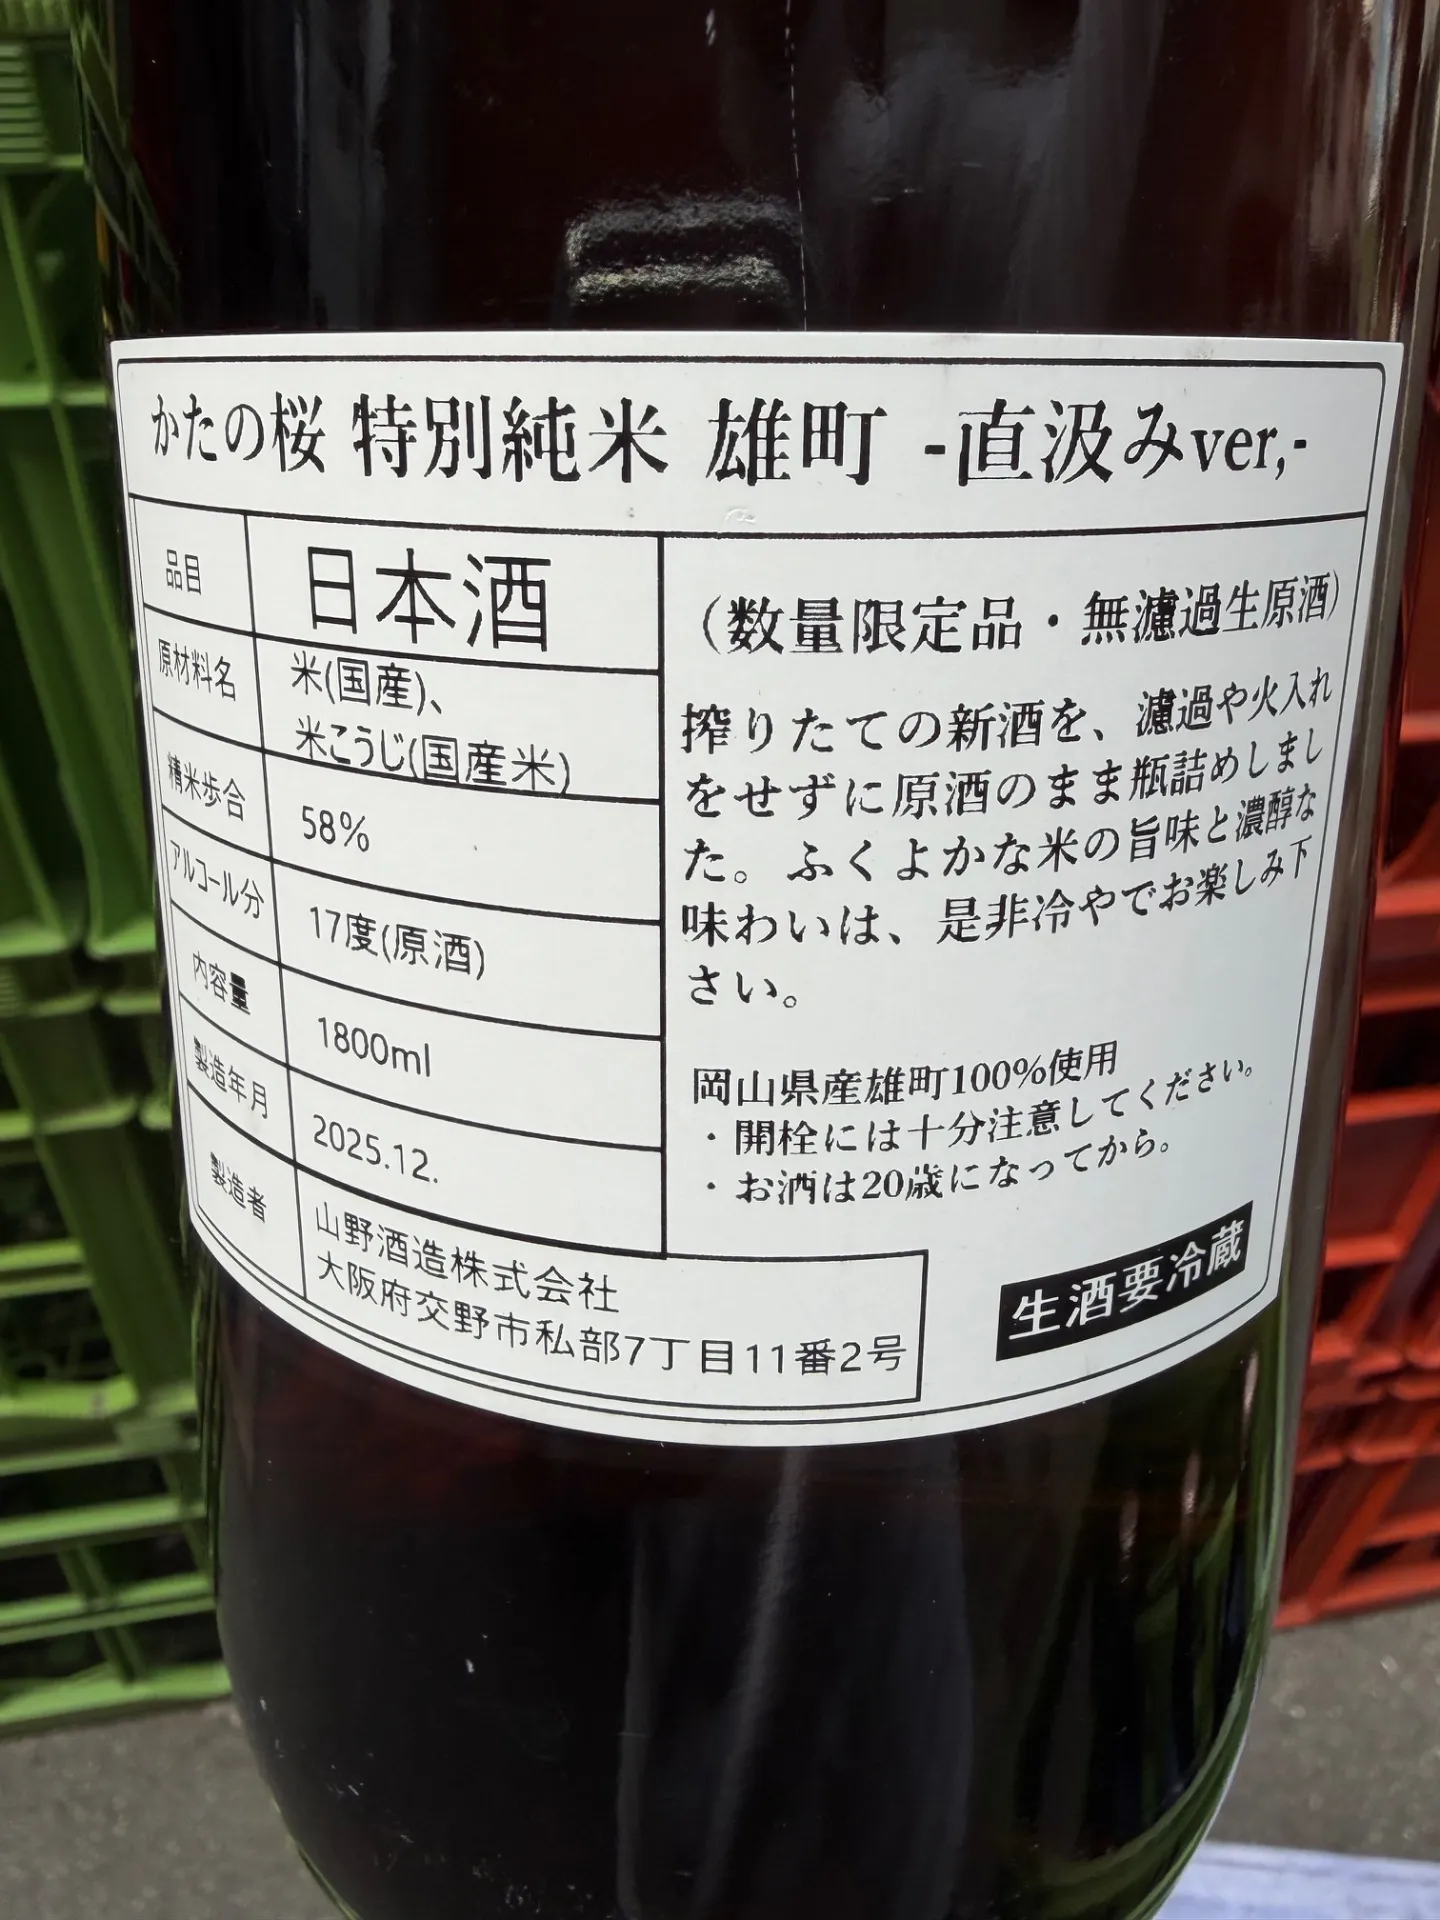 かたの桜 特別純米 雄町 -直汲みver,-
品目
日本酒
原材料名
米(国産)、
米こうじ(国産米)
精米歩合
58%
アルコール分
17度(原酒)
内容量
1800ml
製造年月
2025.12.
製造者
山野酒造株式会社
大阪府交野市私部7丁目11番2号
（数量限定品・無濾過生原酒）
搾りたての新酒を、濾過や火入れ
をせずに原酒のまま瓶詰めしまし
た。ふくよかな米の旨味と濃醇な
味わいは、是非冷やでお楽しみ下
さい。
岡山県産雄町100%使用
・開栓には十分注意してください。
・お酒は20歳になってから。
生酒要冷蔵